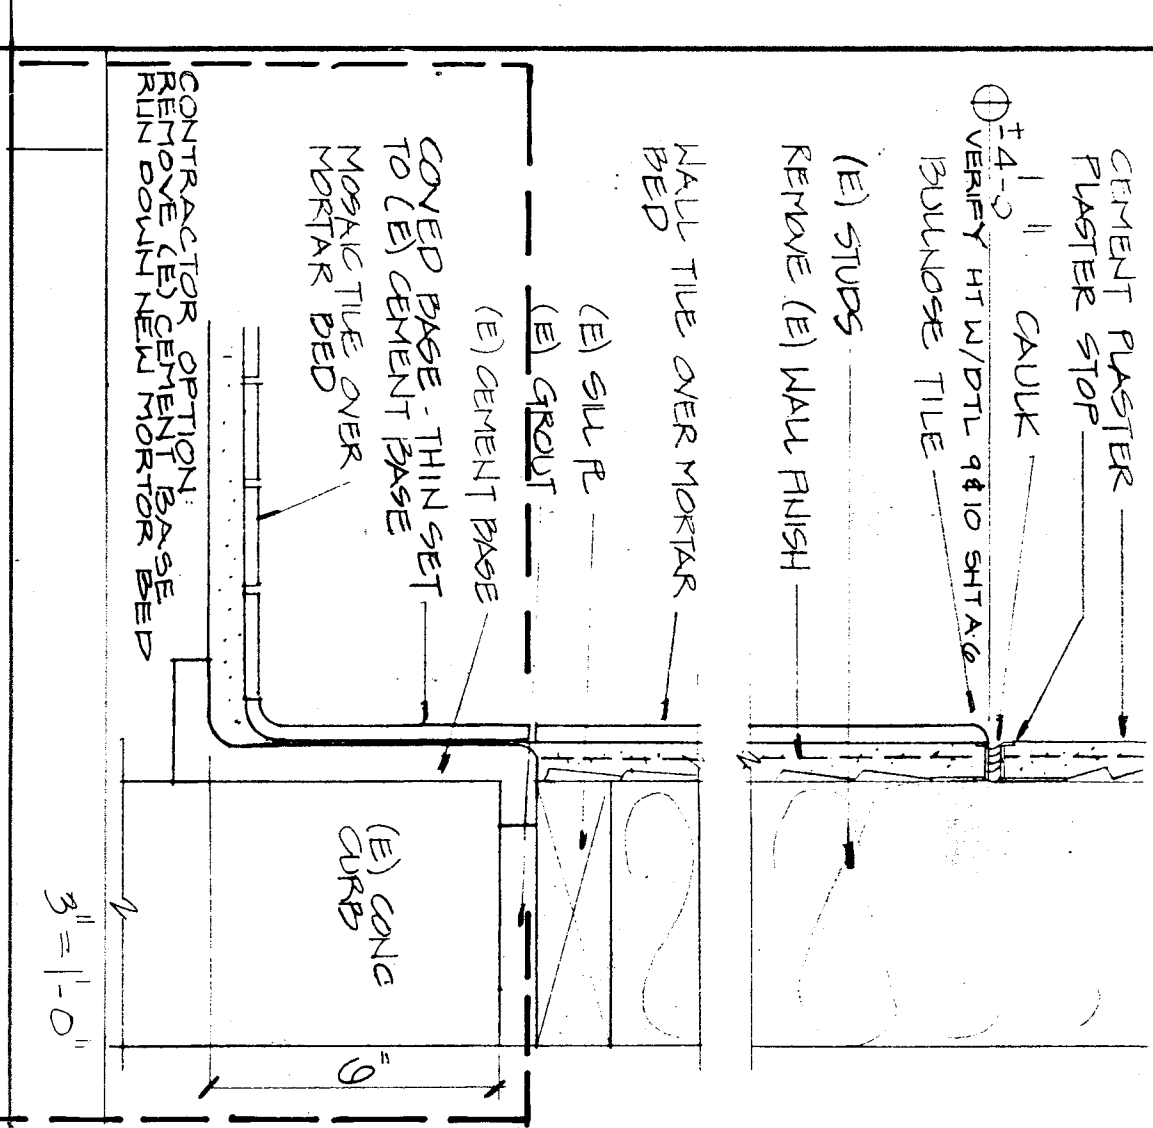 CEMENT PLASTER
PLASTER STOP
CAULK
±4'-0"
VERIFY HT W/DTL 9&10 SHT A6
BULLNOSE TILE
(E) STUDS
REMOVE (E) WALL FINISH
WALL TILE OVER MORTAR
BED
(E) SILL PL
(E) GROUT
(E) CEMENT BASE
COVED BASE - THIN SET
TO (E) CEMENT BASE
MOSAIC TILE OVER
MORTAR BED
CONTRACTOR OPTION:
REMOVE (E) CEMENT BASE
RUN DOWN NEW MORTOR BED
(E) CONC
CURB
6"
3"=1'-0"